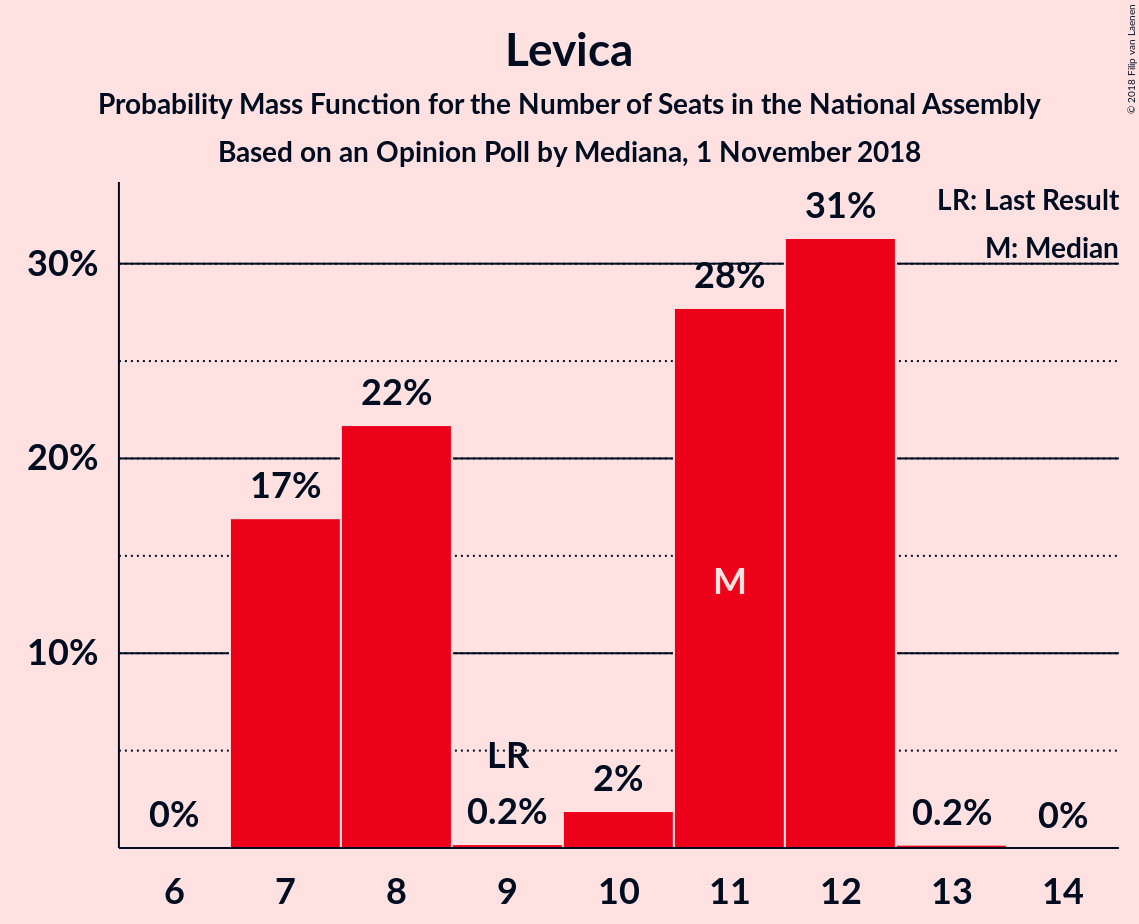 Levica
Probability Mass Function for the Number of Seats in the National Assembly
Based on an Opinion Poll by Mediana, 1 November 2018
© 2018 Filip van Laenen
LR: Last Result
M: Median
30%
20%
10%
0%
17%
22%
LR
0.2%
2%
28%
M
31%
0.2%
0%
6 7 8 9 10 11 12 13 14